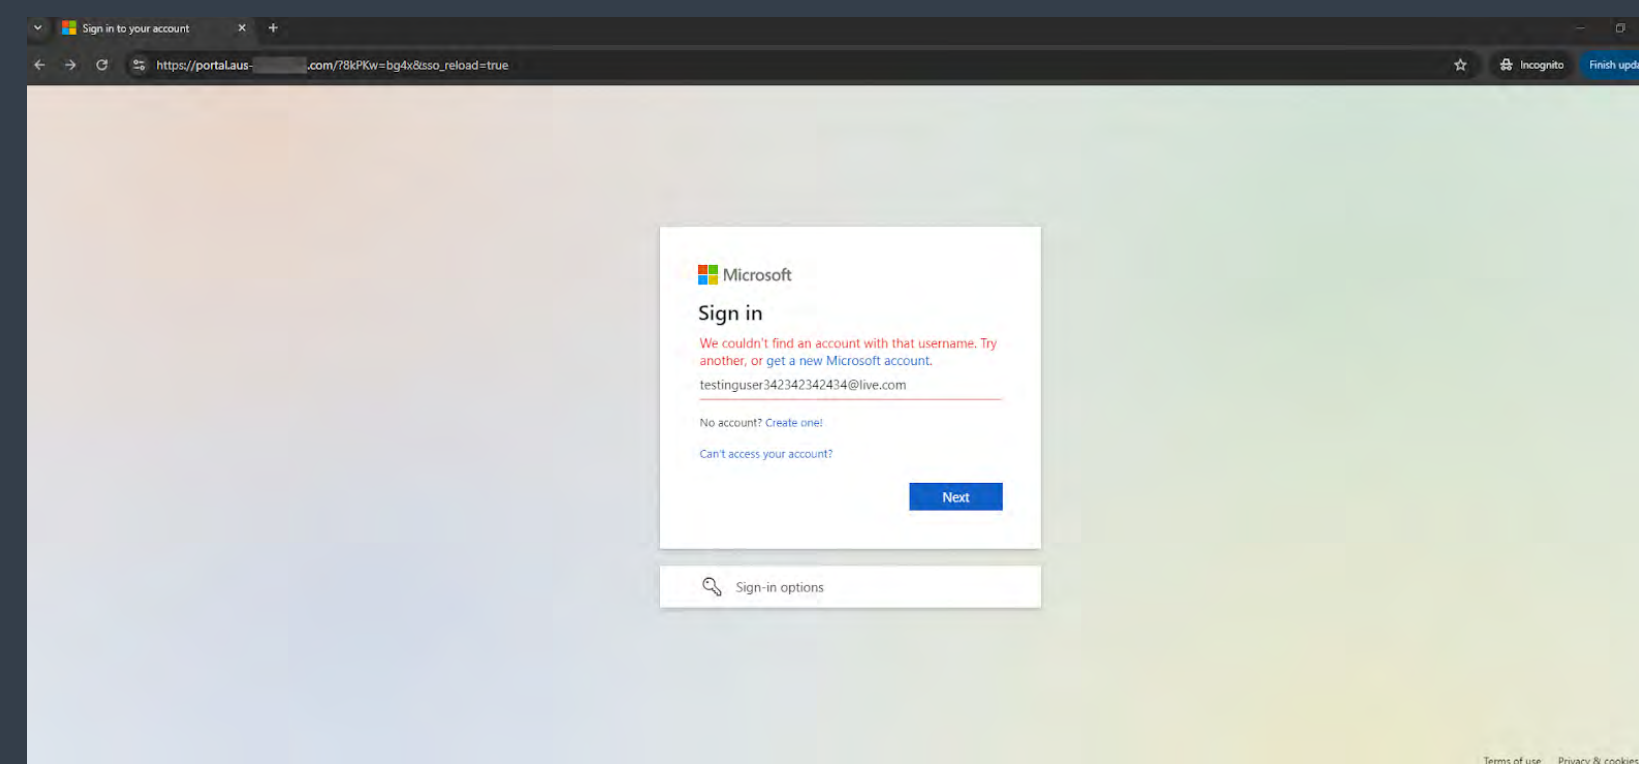 Sign in to your account
https://portal.aus- .com/?8kPKw=bg4x&sso_reload=true
Incognito
Finish upda
Microsoft
Sign in
We couldn't find an account with that username. Try
another, or get a new Microsoft account.
testinguser342342342434@live.com
No account? Create one!
Can't access your account?
Next
Sign-in options
Terms of use Privacy & cookies